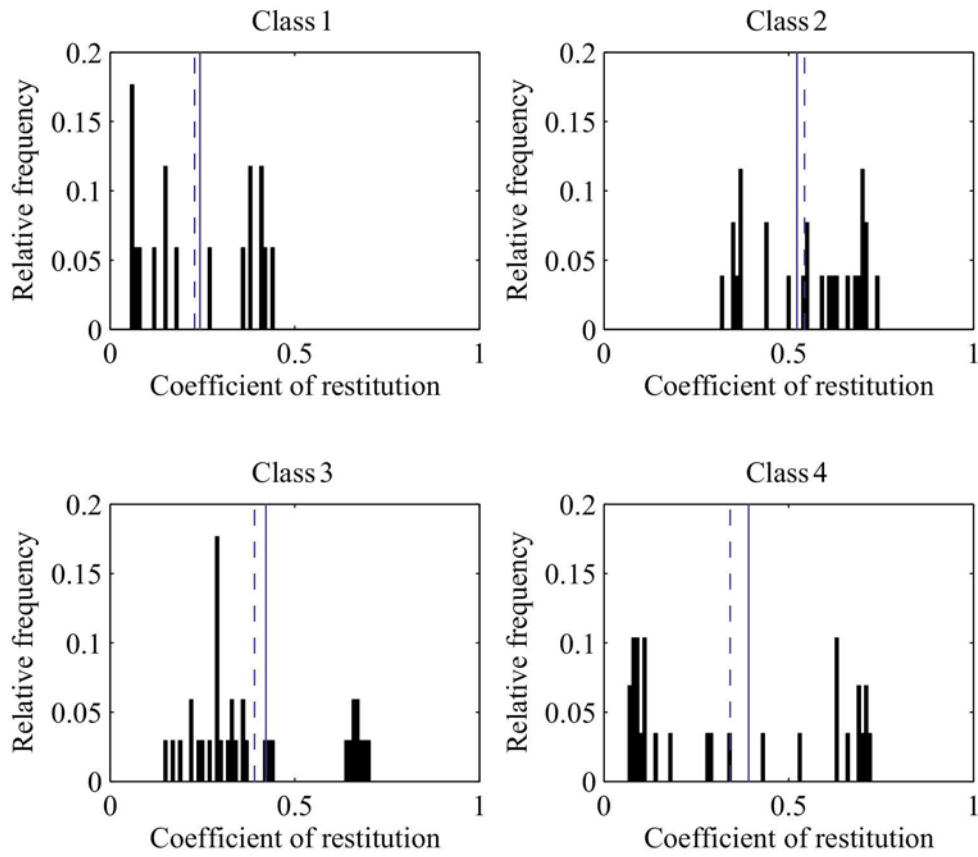 Class 1
0.2
0.15
0.1
0.05
0
Relative frequency
0 0.5 1
Coefficient of restitution
Class 2
0.2
0.15
0.1
0.05
0
Relative frequency
0 0.5 1
Coefficient of restitution
Class 3
0.2
0.15
0.1
0.05
0
Relative frequency
0 0.5 1
Coefficient of restitution
Class 4
0.2
0.15
0.1
0.05
0
Relative frequency
0 0.5 1
Coefficient of restitution